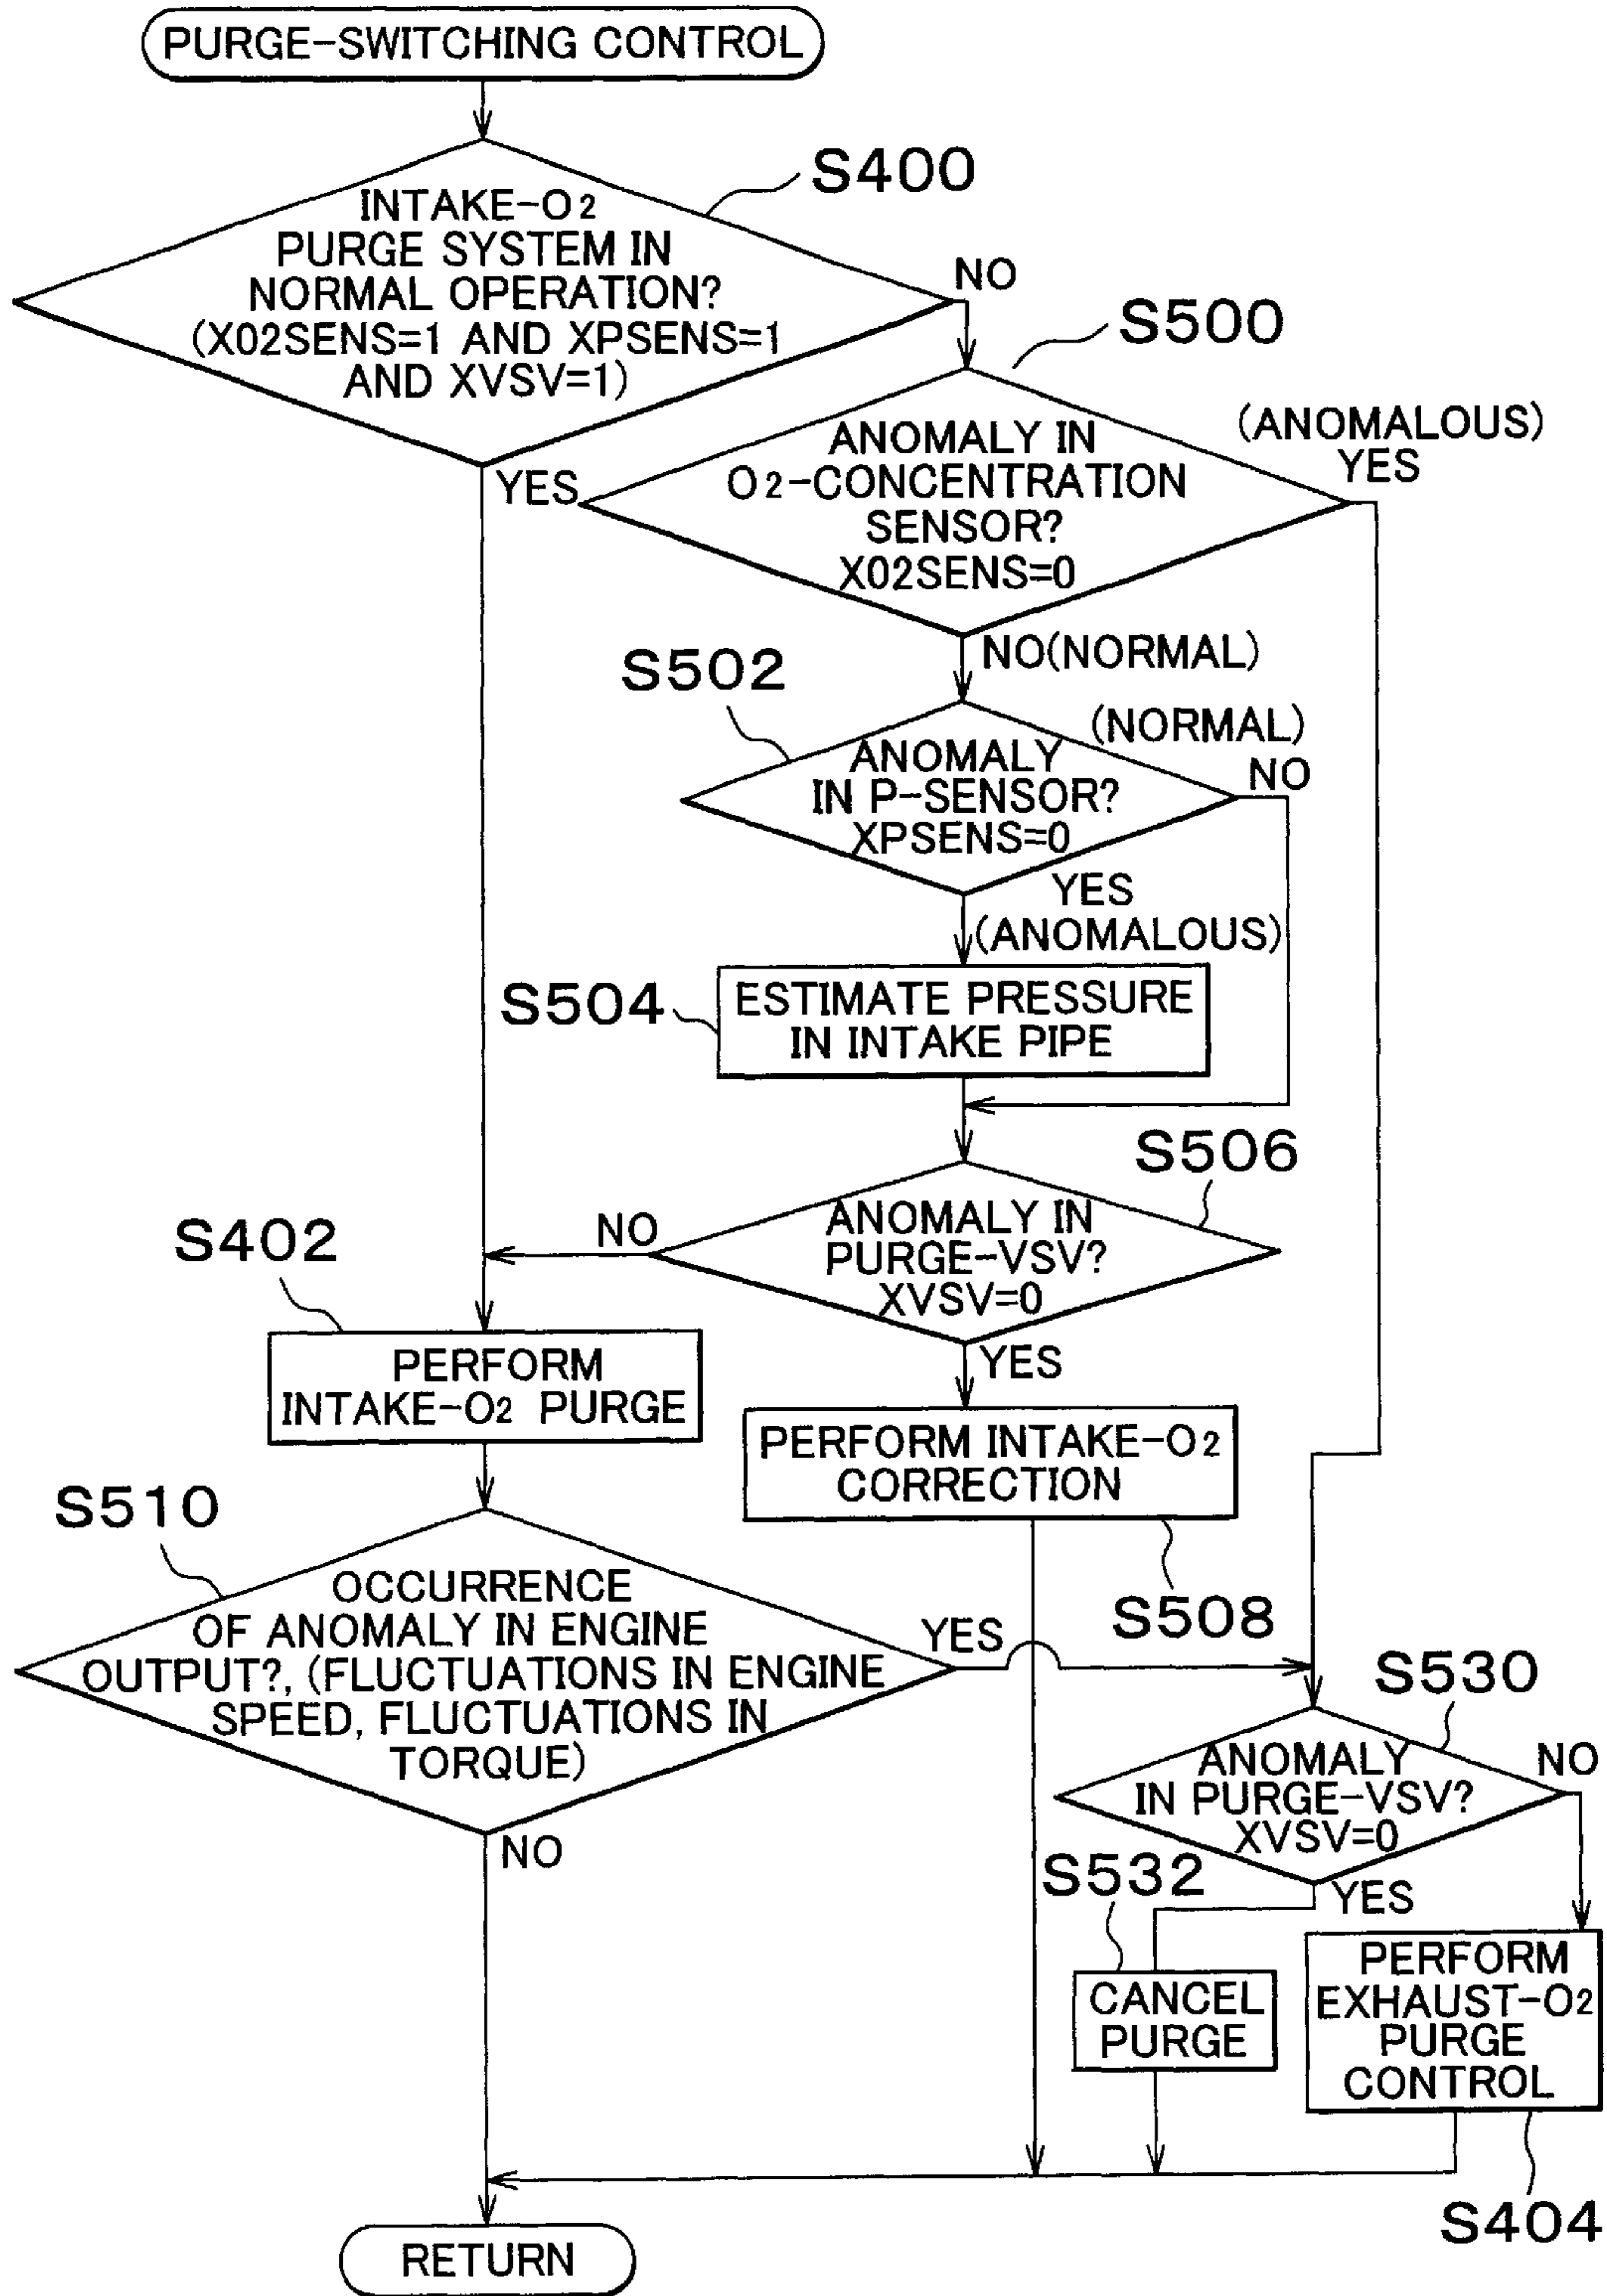 PURGE-SWITCHING CONTROL
S400
INTAKE-O2
PURGE SYSTEM IN
NORMAL OPERATION?
(X02SENS=1 AND XPSENS=1
AND XVSV=1)
NO
YES
S500
ANOMALY IN
O2-CONCENTRATION
SENSOR?
X02SENS=0
(ANOMALOUS)
YES
NO(NORMAL)
S502
ANOMALY
IN P-SENSOR?
XPSENS=0
(NORMAL)
NO
YES
(ANOMALOUS)
S504
ESTIMATE PRESSURE
IN INTAKE PIPE
S506
ANOMALY IN
PURGE-VSV?
XVSV=0
NO
YES
S402
PERFORM
INTAKE-O2 PURGE
PERFORM INTAKE-O2
CORRECTION
S508
S510
OCCURRENCE
OF ANOMALY IN ENGINE
OUTPUT?, (FLUCTUATIONS IN ENGINE
SPEED, FLUCTUATIONS IN
TORQUE)
YES
NO
S530
ANOMALY
IN PURGE-VSV?
XVSV=0
NO
YES
S532
CANCEL
PURGE
PERFORM
EXHAUST-O2
PURGE
CONTROL
S404
RETURN